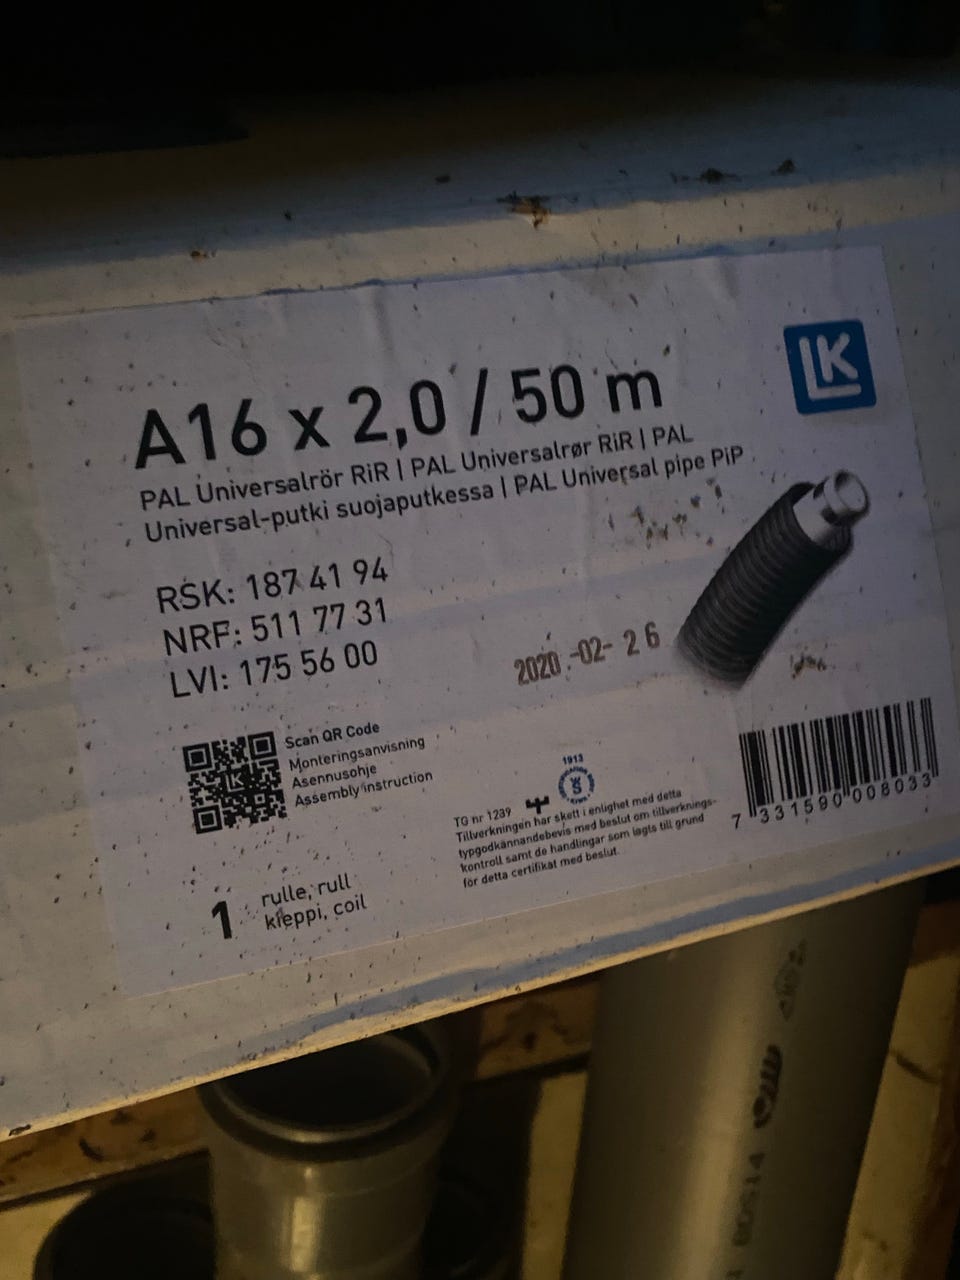 LK
A16 x 2,0 / 50 m
PAL Universalrör RiR | PAL Universalrør RiR | PAL
Universal-putki suojaputkessa | PAL Universal pipe PiP
RSK: 187 41 94
NRF: 511 77 31
LVI: 175 56 00
2020 -02- 26
Scan QR Code
Monteringsanvisning
Asennusohje
Assembly instruction
1913
TG nr 1239
Tillverkningen har skett i enlighet med detta
typgodkännandebevis med beslut om tillverknings-
kontroll samt de handlingar som lagts till grund
för detta certifikat med beslut.
7 331590 008033
1 rulle, rull
kieppi, coil